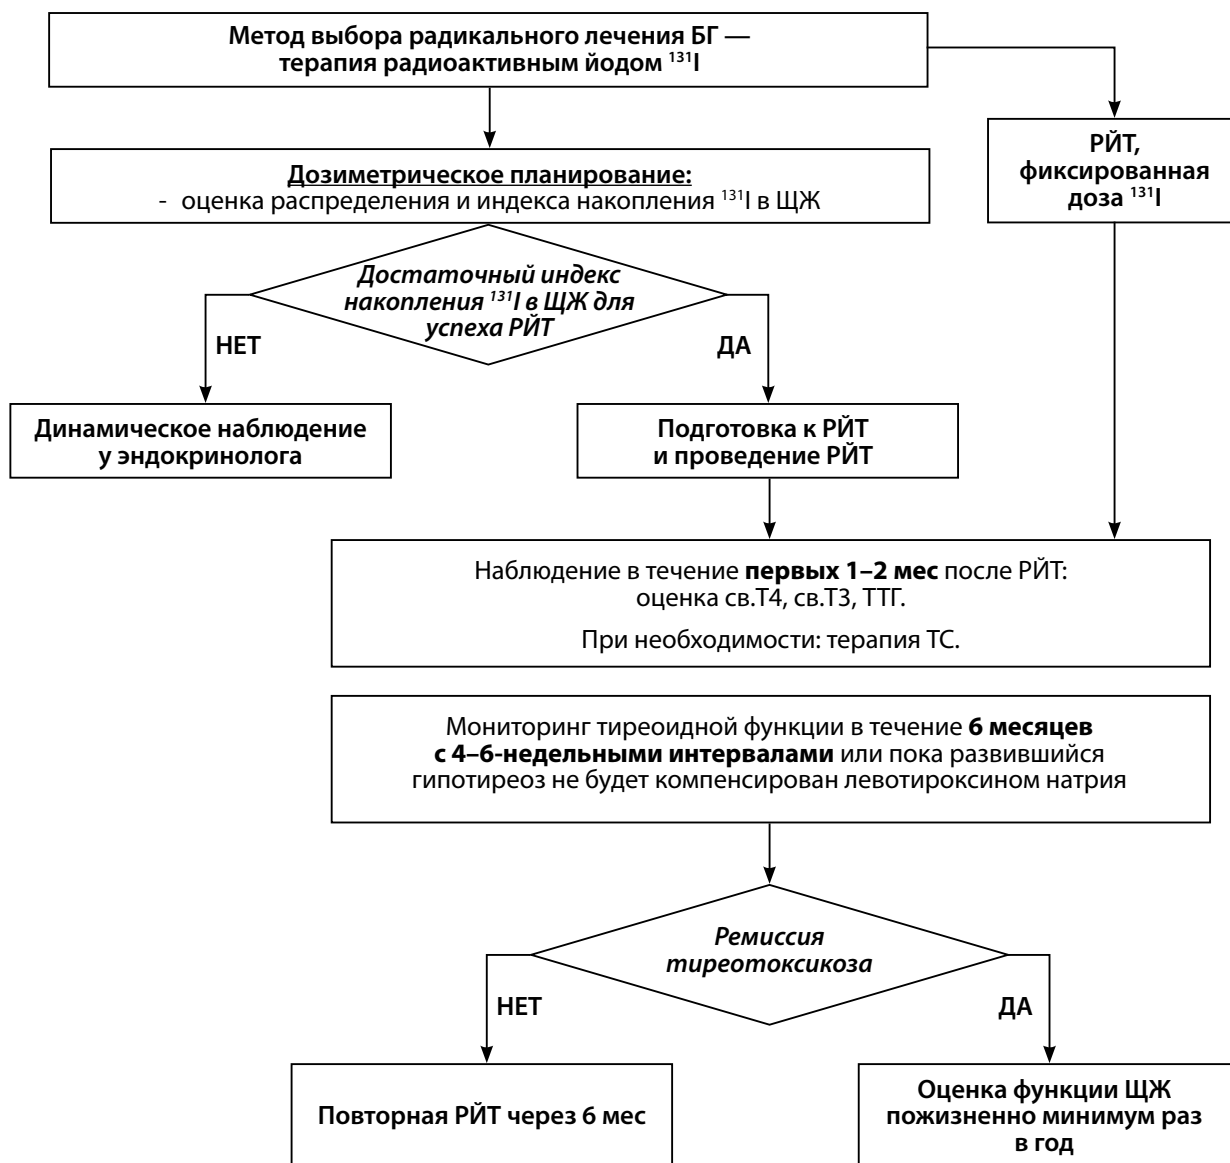 Метод выбора радикального лечения БГ —
терапия радиоактивным йодом ¹³¹I
РЙТ,
фиксированная
доза ¹³¹I
Дозиметрическое планирование:
- оценка распределения и индекса накопления ¹³¹I в ЩЖ
Достаточный индекс
накопления ¹³¹I в ЩЖ для
успеха РЙТ
НЕТ
ДА
Динамическое наблюдение
у эндокринолога
Подготовка к РЙТ
и проведение РЙТ
Наблюдение в течение первых 1–2 мес после РЙТ:
оценка св.Т4, св.Т3, ТТГ.
При необходимости: терапия ТС.
Мониторинг тиреоидной функции в течение 6 месяцев
с 4–6-недельными интервалами или пока развившийся
гипотиреоз не будет компенсирован левотироксином натрия
Ремиссия
тиреотоксикоза
НЕТ
ДА
Повторная РЙТ через 6 мес
Оценка функции ЩЖ
пожизненно минимум раз
в год